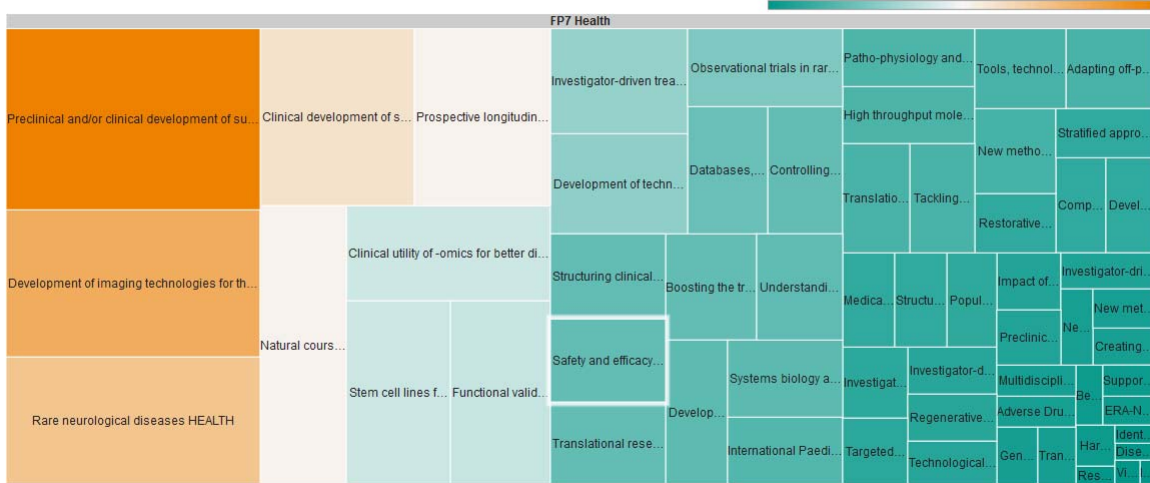 FP7 Health
Preclinical and/or clinical development of su...
Clinical development of s...
Prospective longitudin...
Investigator-driven trea...
Observational trials in rar...
Patho-physiology and...
Tools, technol...
Adapting off-p...
High throughput mole...
Stratified appro...
Development of techn...
Databases,...
Controlling...
Translatio...
Tackling...
New metho...
Restorative...
Comp...
Devel...
Development of imaging technologies for th...
Clinical utility of -omics for better di...
Natural cours...
Structuring clinical...
Boosting the tr...
Understandi...
Medica...
Structu...
Popul...
Impact of...
Investigator-dri...
Preclinic...
Ne...
New met...
Creating...
Rare neurological diseases HEALTH
Stem cell lines f...
Functional valid...
Safety and efficacy...
Develop...
Systems biology a...
Investigat...
Investigator-d...
Multidiscipli...
Be...
Suppor...
Regenerative...
Adverse Dru...
ERA-N...
Translational rese...
International Paedi...
Targeted...
Technological...
Gen...
Tran...
Har...
Ident...
Dise...
Res...
Vi...